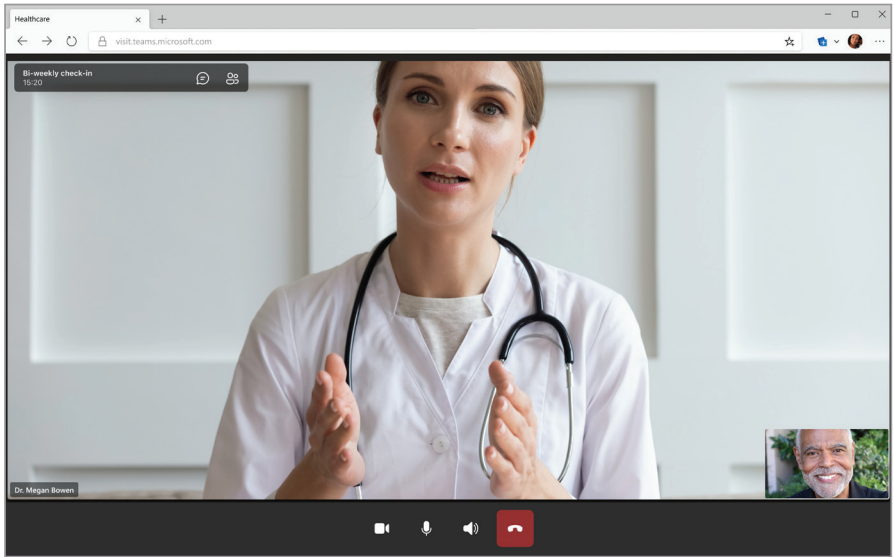 Healthcare
visit.teams.microsoft.com
Bi-weekly check-in
15:20
Dr. Megan Bowen